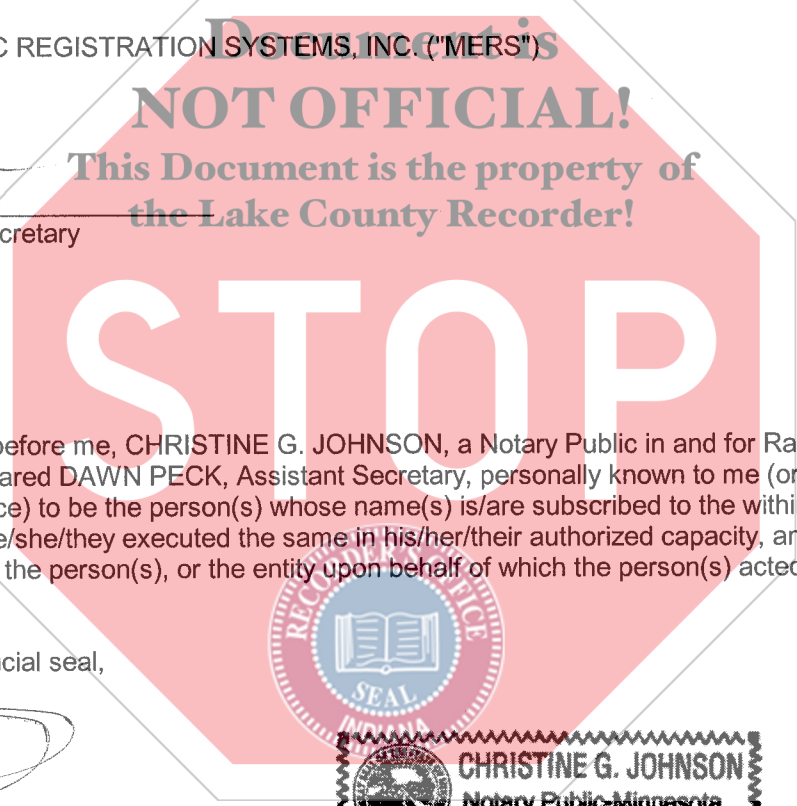 C REGISTRATION SYSTEMS, INC. ("MERS")
Document is
NOT OFFICIAL!
This Document is the property of
the Lake County Recorder!
cretary
STOP
before me, CHRISTINE G. JOHNSON, a Notary Public in and for Ra
ared DAWN PECK, Assistant Secretary, personally known to me (or
ce) to be the person(s) whose name(s) is/are subscribed to the withi
e/she/they executed the same in his/her/their authorized capacity, an
the person(s), or the entity upon behalf of which the person(s) acted
RECORDER'S OFFICE
SEAL
INDIANA
cial seal,
CHRISTINE G. JOHNSON
Notary Public-Minnesota